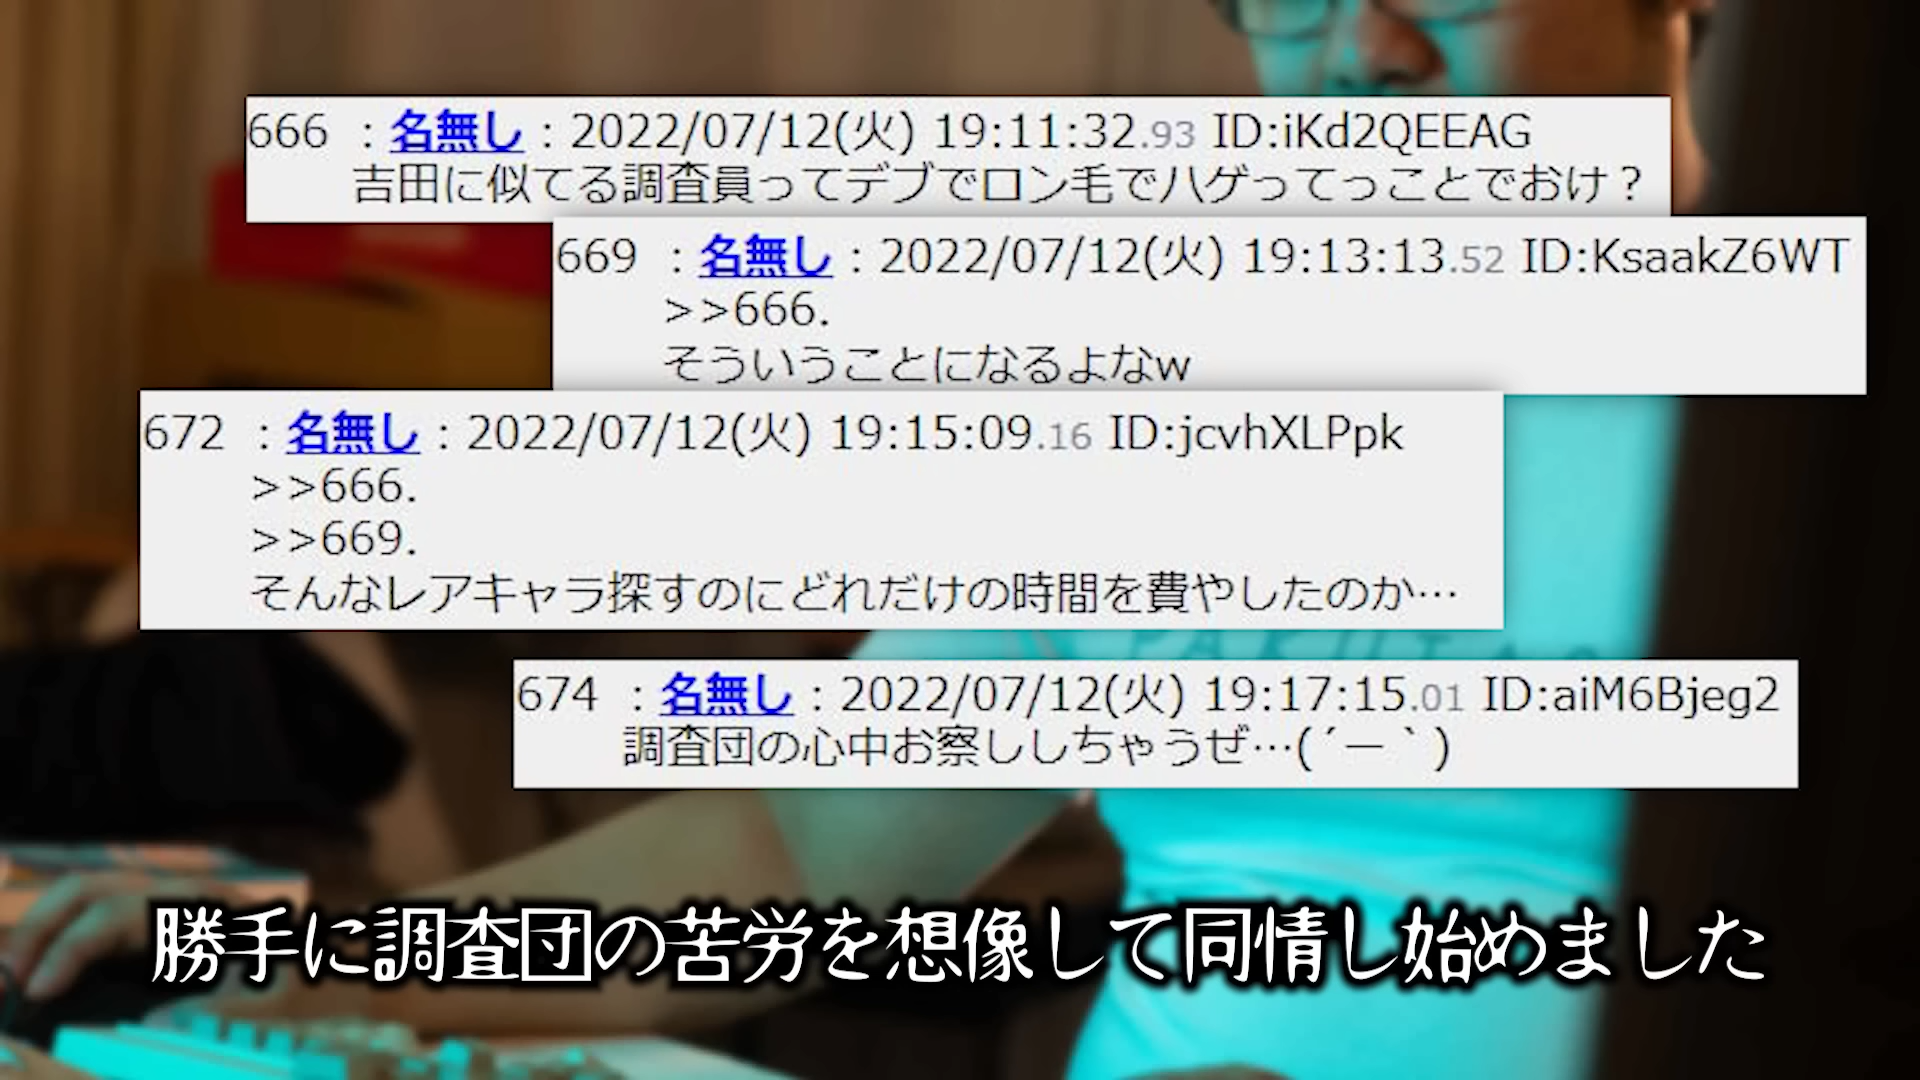 666 ：名無し：2022/07/12(火) 19:11:32.93 ID:iKd2QEEAG
吉田に似てる調査員ってデブでロン毛でハゲってっことでおけ？
669 ：名無し：2022/07/12(火) 19:13:13.52 ID:KsaakZ6WT
>>666.
そういうことになるよなw
672 ：名無し：2022/07/12(火) 19:15:09.16 ID:jcvhXLPpk
>>666.
>>669.
そんなレアキャラ探すのにどれだけの時間を費やしたのか…
674 ：名無し：2022/07/12(火) 19:17:15.01 ID:aiM6Bjeg2
調査団の心中お察ししちゃうぜ…(´ー｀)
勝手に調査団の苦労を想像して同情し始めました